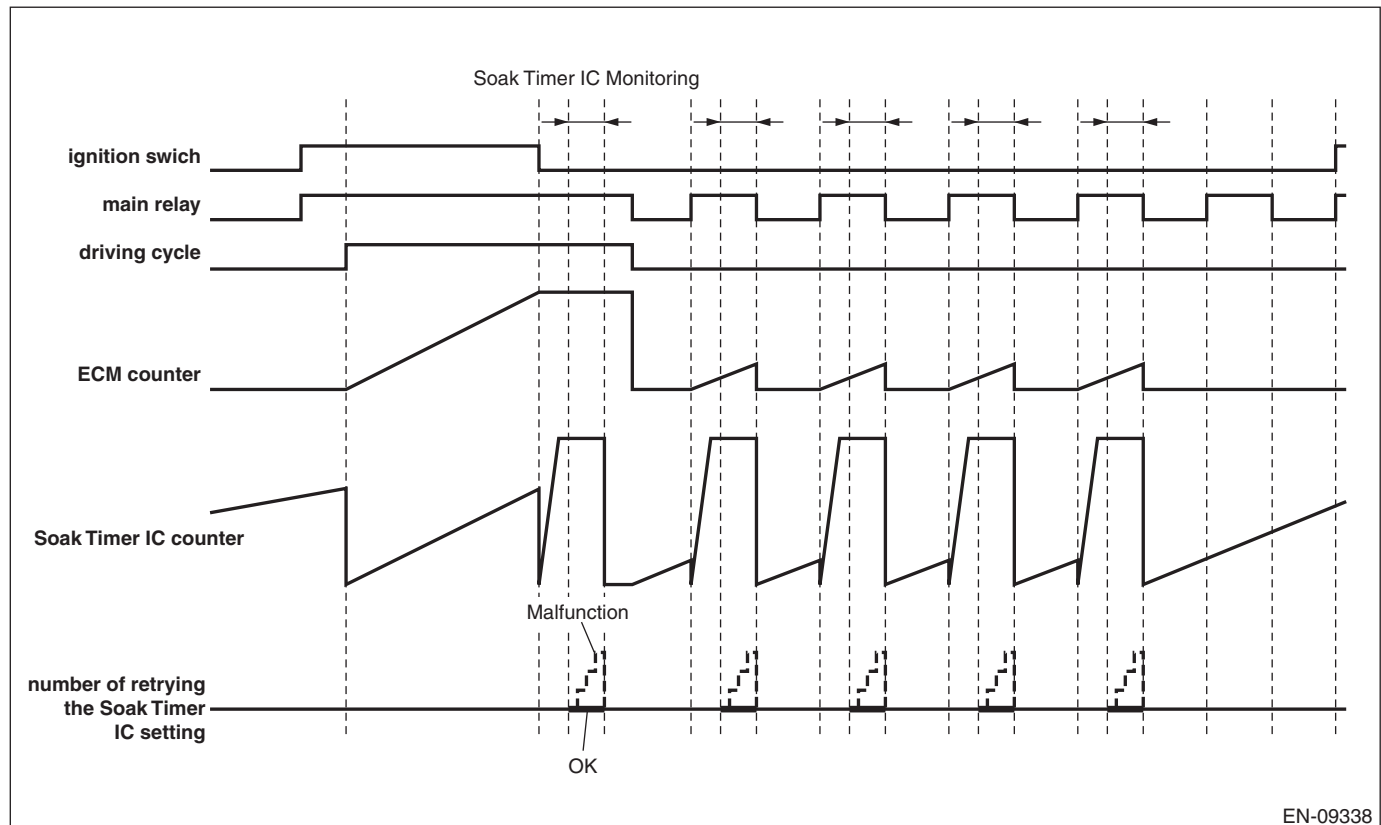 Soak Timer IC Monitoring
ignition swich
main relay
driving cycle
ECM counter
Soak Timer IC counter
Malfunction
number of retrying
the Soak Timer
IC setting
OK
EN-09338